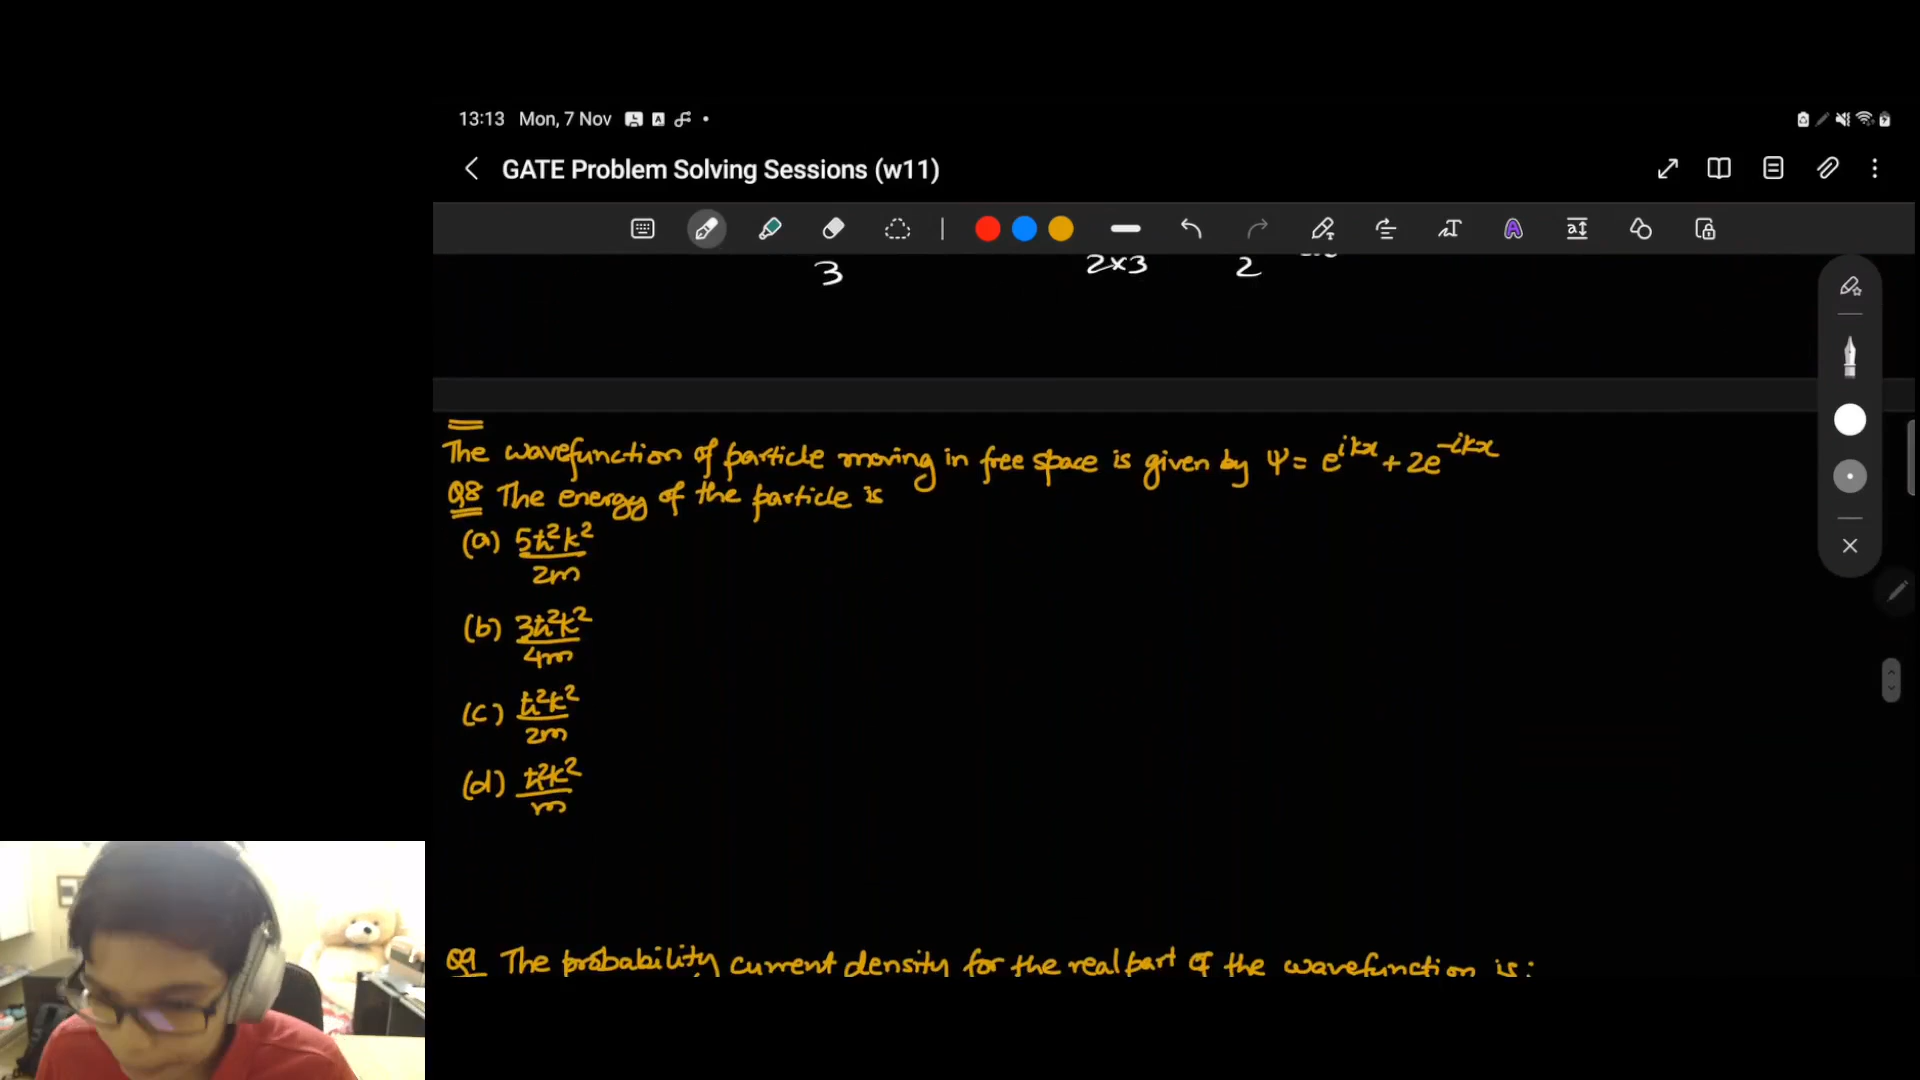 13:13 Mon, 7 Nov
GATE Problem Solving Sessions (w11)
3 2x3 2
The wavefunction of particle moving in free space is given by Ψ = e^{ikx} + 2e^{-ikx}
Q8 The energy of the particle is
(a) 5ħ²k²/2m
(b) 3ħ²k²/4m
(c) ħ²k²/2m
(d) ħ²k²/m
Q9 The probability current density for the real part of the wavefunction is: